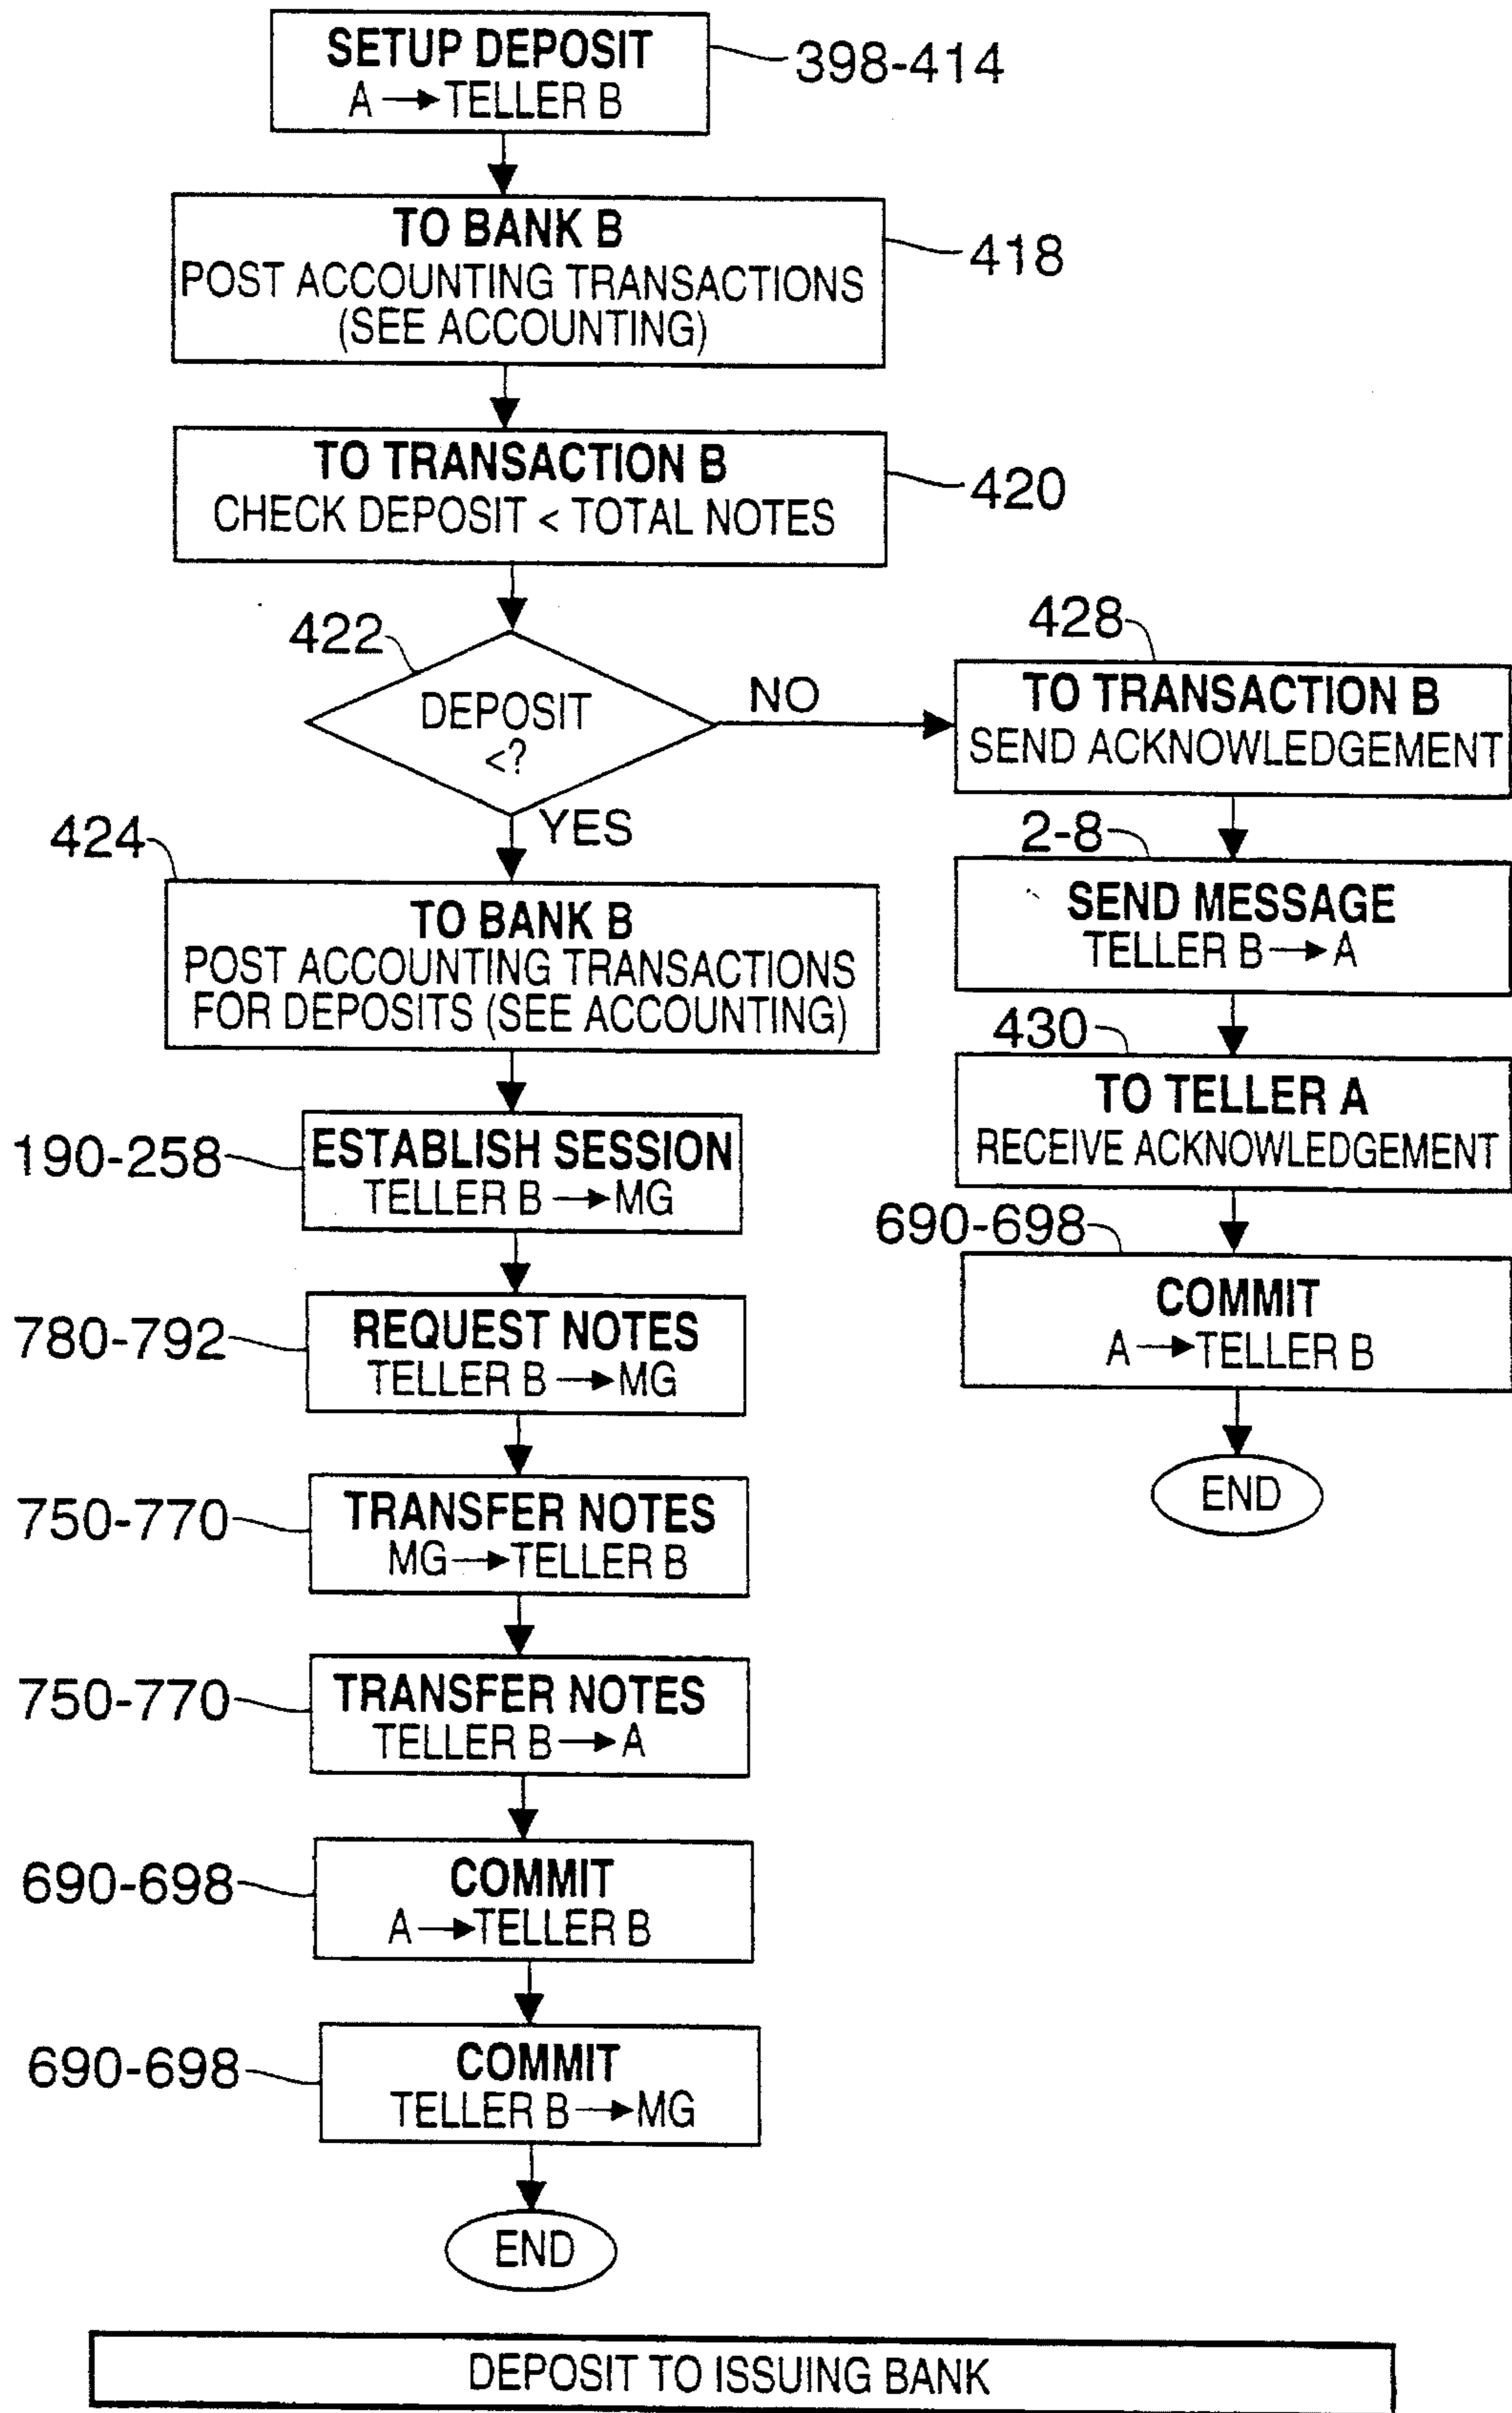 SETUP DEPOSIT
A → TELLER B
398-414
TO BANK B
POST ACCOUNTING TRANSACTIONS
(SEE ACCOUNTING)
418
TO TRANSACTION B
CHECK DEPOSIT < TOTAL NOTES
420
422
DEPOSIT
<?
NO
YES
428
TO TRANSACTION B
SEND ACKNOWLEDGEMENT
2-8
SEND MESSAGE
TELLER B → A
430
TO TELLER A
RECEIVE ACKNOWLEDGEMENT
690-698
COMMIT
A → TELLER B
END
424
TO BANK B
POST ACCOUNTING TRANSACTIONS
FOR DEPOSITS (SEE ACCOUNTING)
190-258
ESTABLISH SESSION
TELLER B → MG
780-792
REQUEST NOTES
TELLER B → MG
750-770
TRANSFER NOTES
MG → TELLER B
750-770
TRANSFER NOTES
TELLER B → A
690-698
COMMIT
A → TELLER B
690-698
COMMIT
TELLER B → MG
END
DEPOSIT TO ISSUING BANK